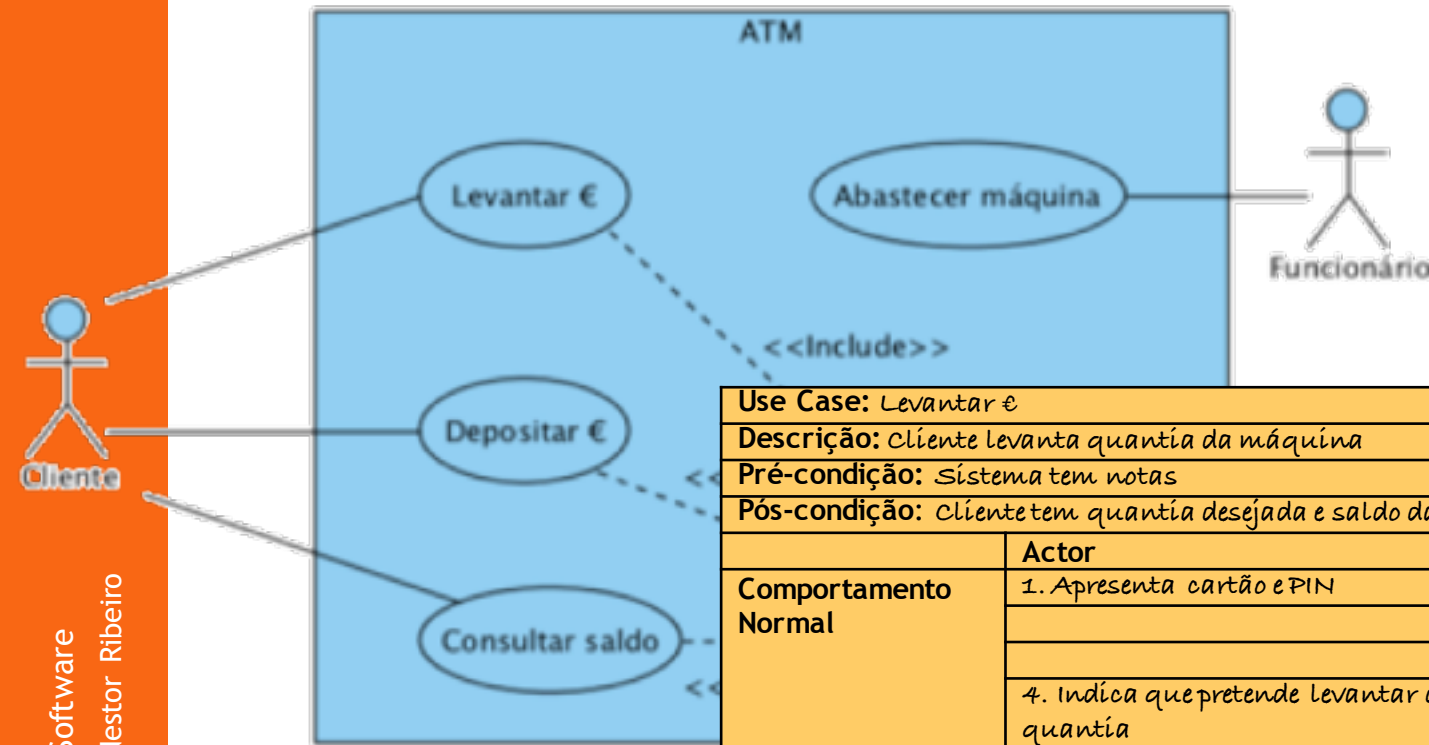 ATM
Levantar €
Abastecer máquina
Funcionário
<<Include>>
Depositar €
Cliente
<<
Consultar saldo
<<
Use Case: Levantar €
Descrição: Cliente levanta quantia da máquina
Pré-condição: Sistema tem notas
Pós-condição: Cliente tem quantia desejada e saldo da
Actor
Comportamento
Normal
1. Apresenta cartão e PIN
4. Indica que pretende levantar
quantia
Software
Ribeiro